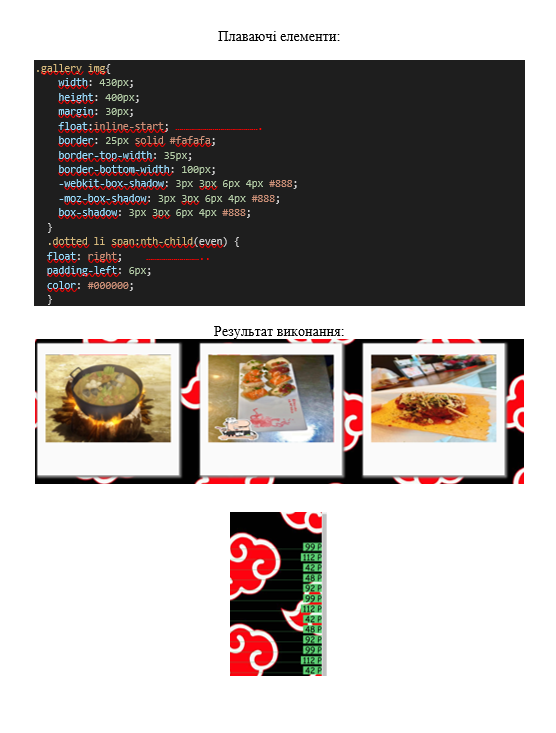 Плаваючі елементи:
.gallery img{
width: 430px;
height: 400px;
margin: 30px;
float:inline-start;
border: 25px solid #fafafa;
border-top-width: 35px;
border-bottom-width: 100px;
-webkit-box-shadow: 3px 3px 6px 4px #888;
-moz-box-shadow: 3px 3px 6px 4px #888;
box-shadow: 3px 3px 6px 4px #888;
}
.dotted li span:nth-child(even) {
float: right;
padding-left: 6px;
color: #000000;
}
Результат виконання:
99 Р
112 Р
42 Р
48 Р
92 Р
99 Р
112 Р
42 Р
48 Р
92 Р
99 Р
112 Р
42 Р